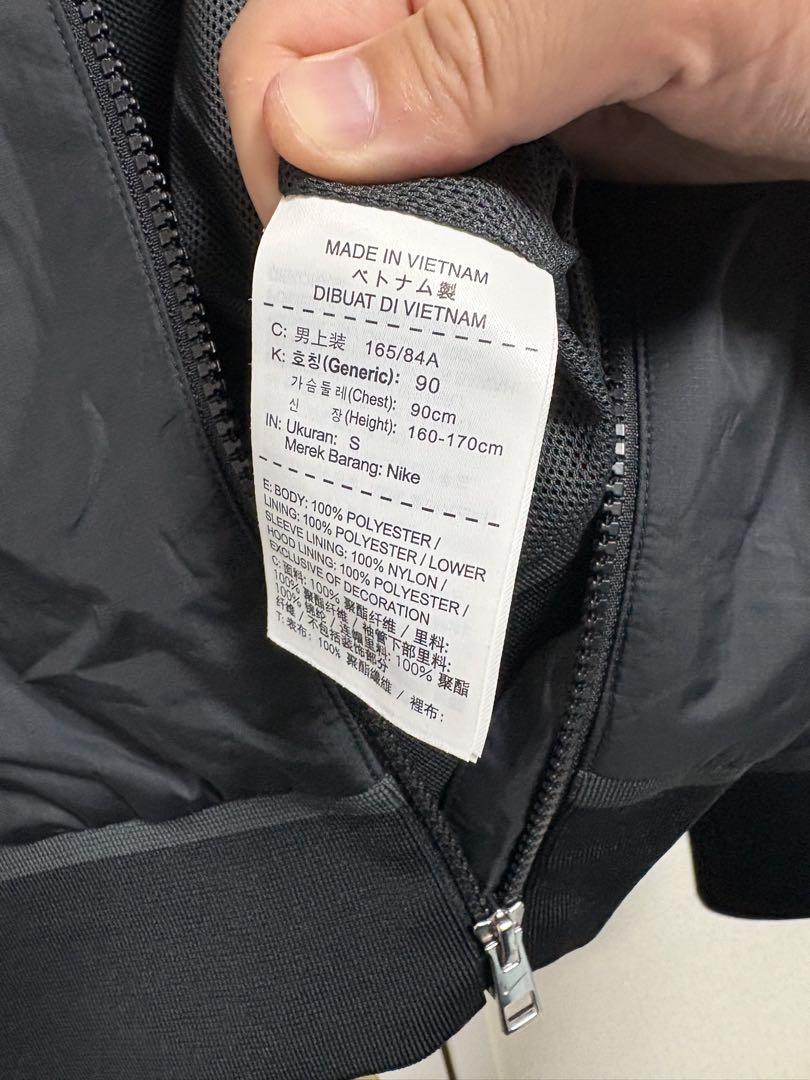 MADE IN VIETNAM
ベトナム製
DIBUAT DI VIETNAM
C: 男上装 165/84A
K: 호칭(Generic): 90
가슴둘레(Chest): 90cm
신 장(Height): 160-170cm
IN: Ukuran: S
Merek Barang: Nike
E: BODY: 100% POLYESTER /
LINING: 100% POLYESTER / LOWER
SLEEVE LINING: 100% NYLON /
HOOD LINING: 100% POLYESTER /
EXCLUSIVE OF DECORATION
C: 面料: 100% 聚酯纤维 / 里料:
100% 聚酯纤维 / 袖管下部里料:
100% 锦纶 / 连帽里料: 100% 聚酯
纤维 / 不包括装饰部分
T: 表布: 100% 聚酯纖維 / 裡布: